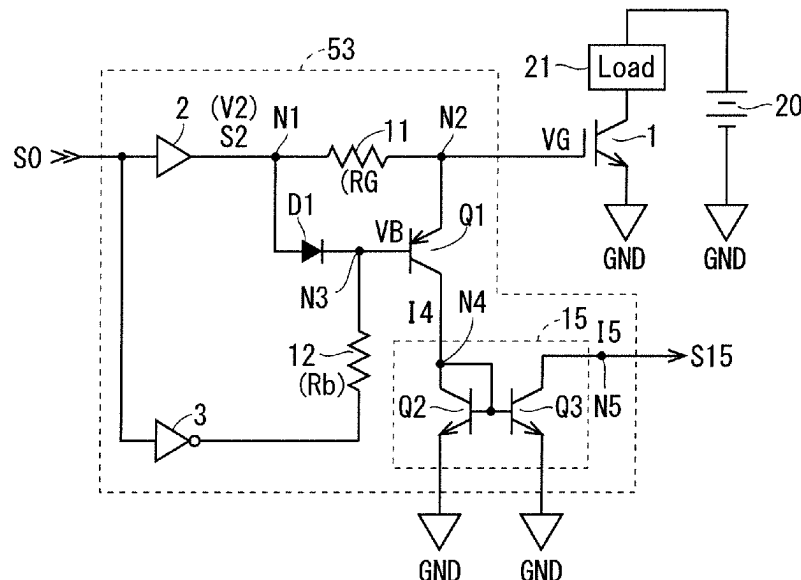 53
21
Load
20
2
(V2)
S2
N1
11
(RG
N2
VG
1
S0
D1
VB
Q1
GND
GND
N3
I4
N4
15
I5
S15
12
(Rb)
Q2
Q3
N5
3
GND
GND